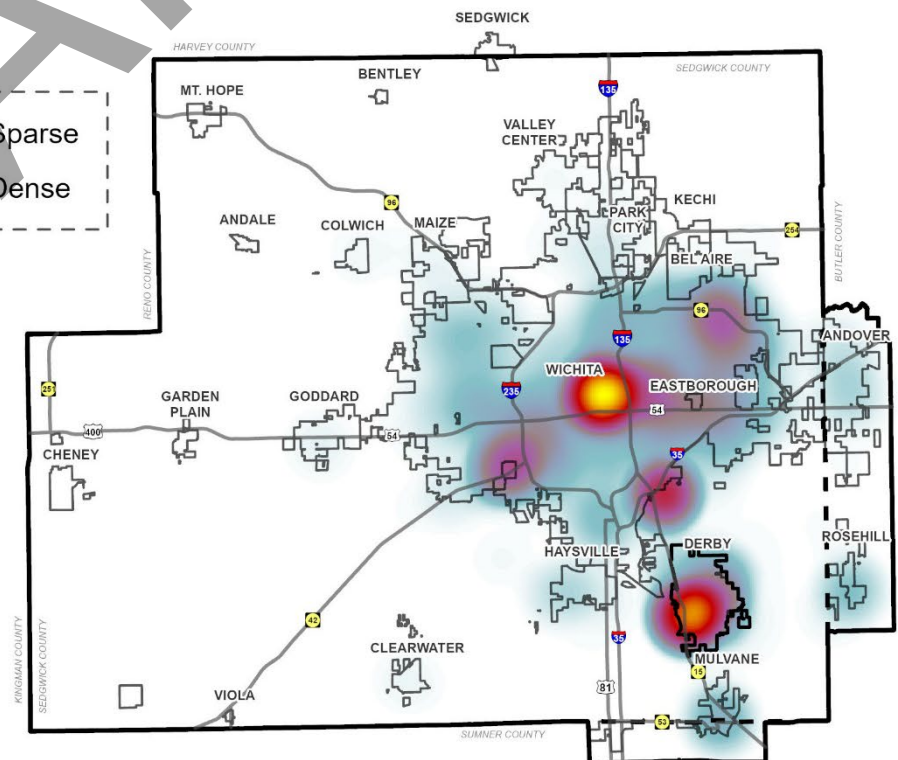 SEDGWICK
HARVEY COUNTY
SEDGWICK COUNTY
BENTLEY
MT. HOPE
135
VALLEY
CENTER
Sparse
Dense
96
KECHI
ANDALE
COLWICH
MAIZE
PARK
CITY
254
BUTLER COUNTY
RENO COUNTY
BEL AIRE
96
135
ANDOVER
WICHITA
EASTBOROUGH
251
235
GARDEN
PLAIN
GODDARD
54
400
54
CHENEY
35
HAYSVILLE
DERBY
ROSEHILL
42
35
KINGMAN COUNTY
SEDGWICK COUNTY
CLEARWATER
MULVANE
15
81
VIOLA
53
SUMNER COUNTY